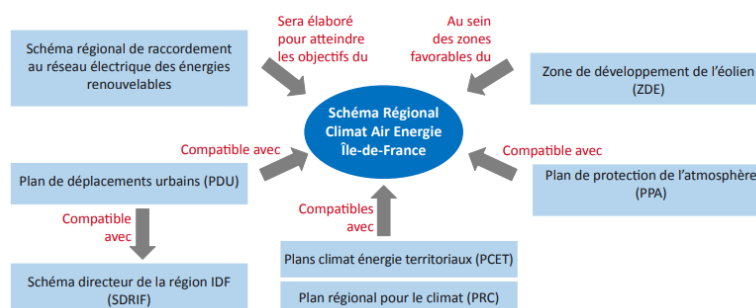 Sera élaboré
pour atteindre
les objectifs du
Au sein
des zones
favorables du
Schéma régional de raccordement
au réseau électrique des énergies
renouvelables
Zone de développement de l'éolien
(ZDE)
Schéma Régional
Climat Air Energie
Île-de-France
Compatible avec
Compatible avec
Plan de déplacements urbains (PDU)
Plan de protection de l'atmosphère
(PPA)
Compatible
avec
Compatibles
avec
Plans climat énergie territoriaux (PCET)
Schéma directeur de la région IDF
(SDRIF)
Plan régional pour le climat (PRC)